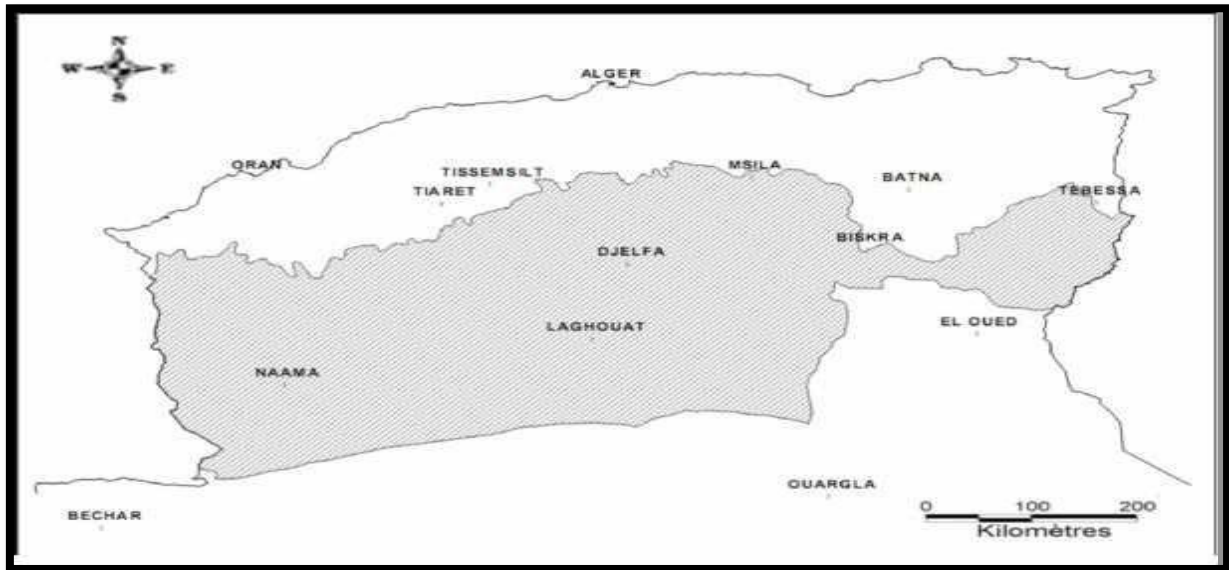 N
W E
S
ALGER
ORAN
TISSEMSILT
MSILA
TIARET
BATNA
TEBESSA
BISKRA
DJELFA
EL OUED
LAGHOUAT
NAAMA
OUARGLA
BECHAR
0 100 200
Kilomètres